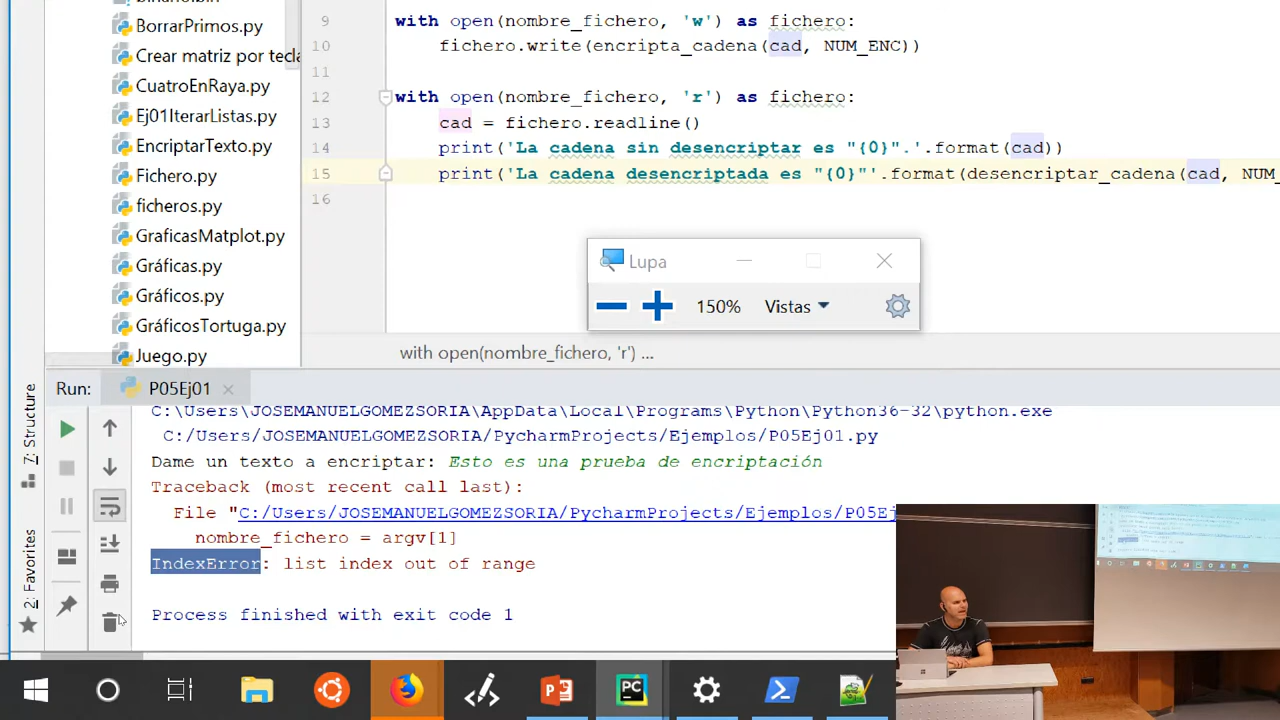 BorrarPrimos.py
Crear matriz por tecla
CuatroEnRaya.py
Ej01IterarListas.py
EncriptarTexto.py
Fichero.py
ficheros.py
GraficasMatplot.py
Gráficas.py
Gráficos.py
GráficosTortuga.py
Juego.py
9 with open(nombre_fichero, 'w') as fichero:
10 fichero.write(encripta_cadena(cad, NUM_ENC))
11
12 with open(nombre_fichero, 'r') as fichero:
13 cad = fichero.readline()
14 print('La cadena sin desencriptar es "{0}".'.format(cad))
15 print('La cadena desencriptada es "{0}"'.format(desencriptar_cadena(cad, NUM_
16
Lupa
150% Vistas
with open(nombre_fichero, 'r') ...
7: Structure
2: Favorites
Run: P05Ej01
C:\Users\JOSEMANUELGOMEZSORIA\AppData\Local\Programs\Python\Python36-32\python.exe
C:/Users/JOSEMANUELGOMEZSORIA/PycharmProjects/Ejemplos/P05Ej01.py
Dame un texto a encriptar: Esto es una prueba de encriptación
Traceback (most recent call last):
File "C:/Users/JOSEMANUELGOMEZSORIA/PycharmProjects/Ejemplos/P05Ej
nombre_fichero = argv[1]
IndexError: list index out of range
Process finished with exit code 1